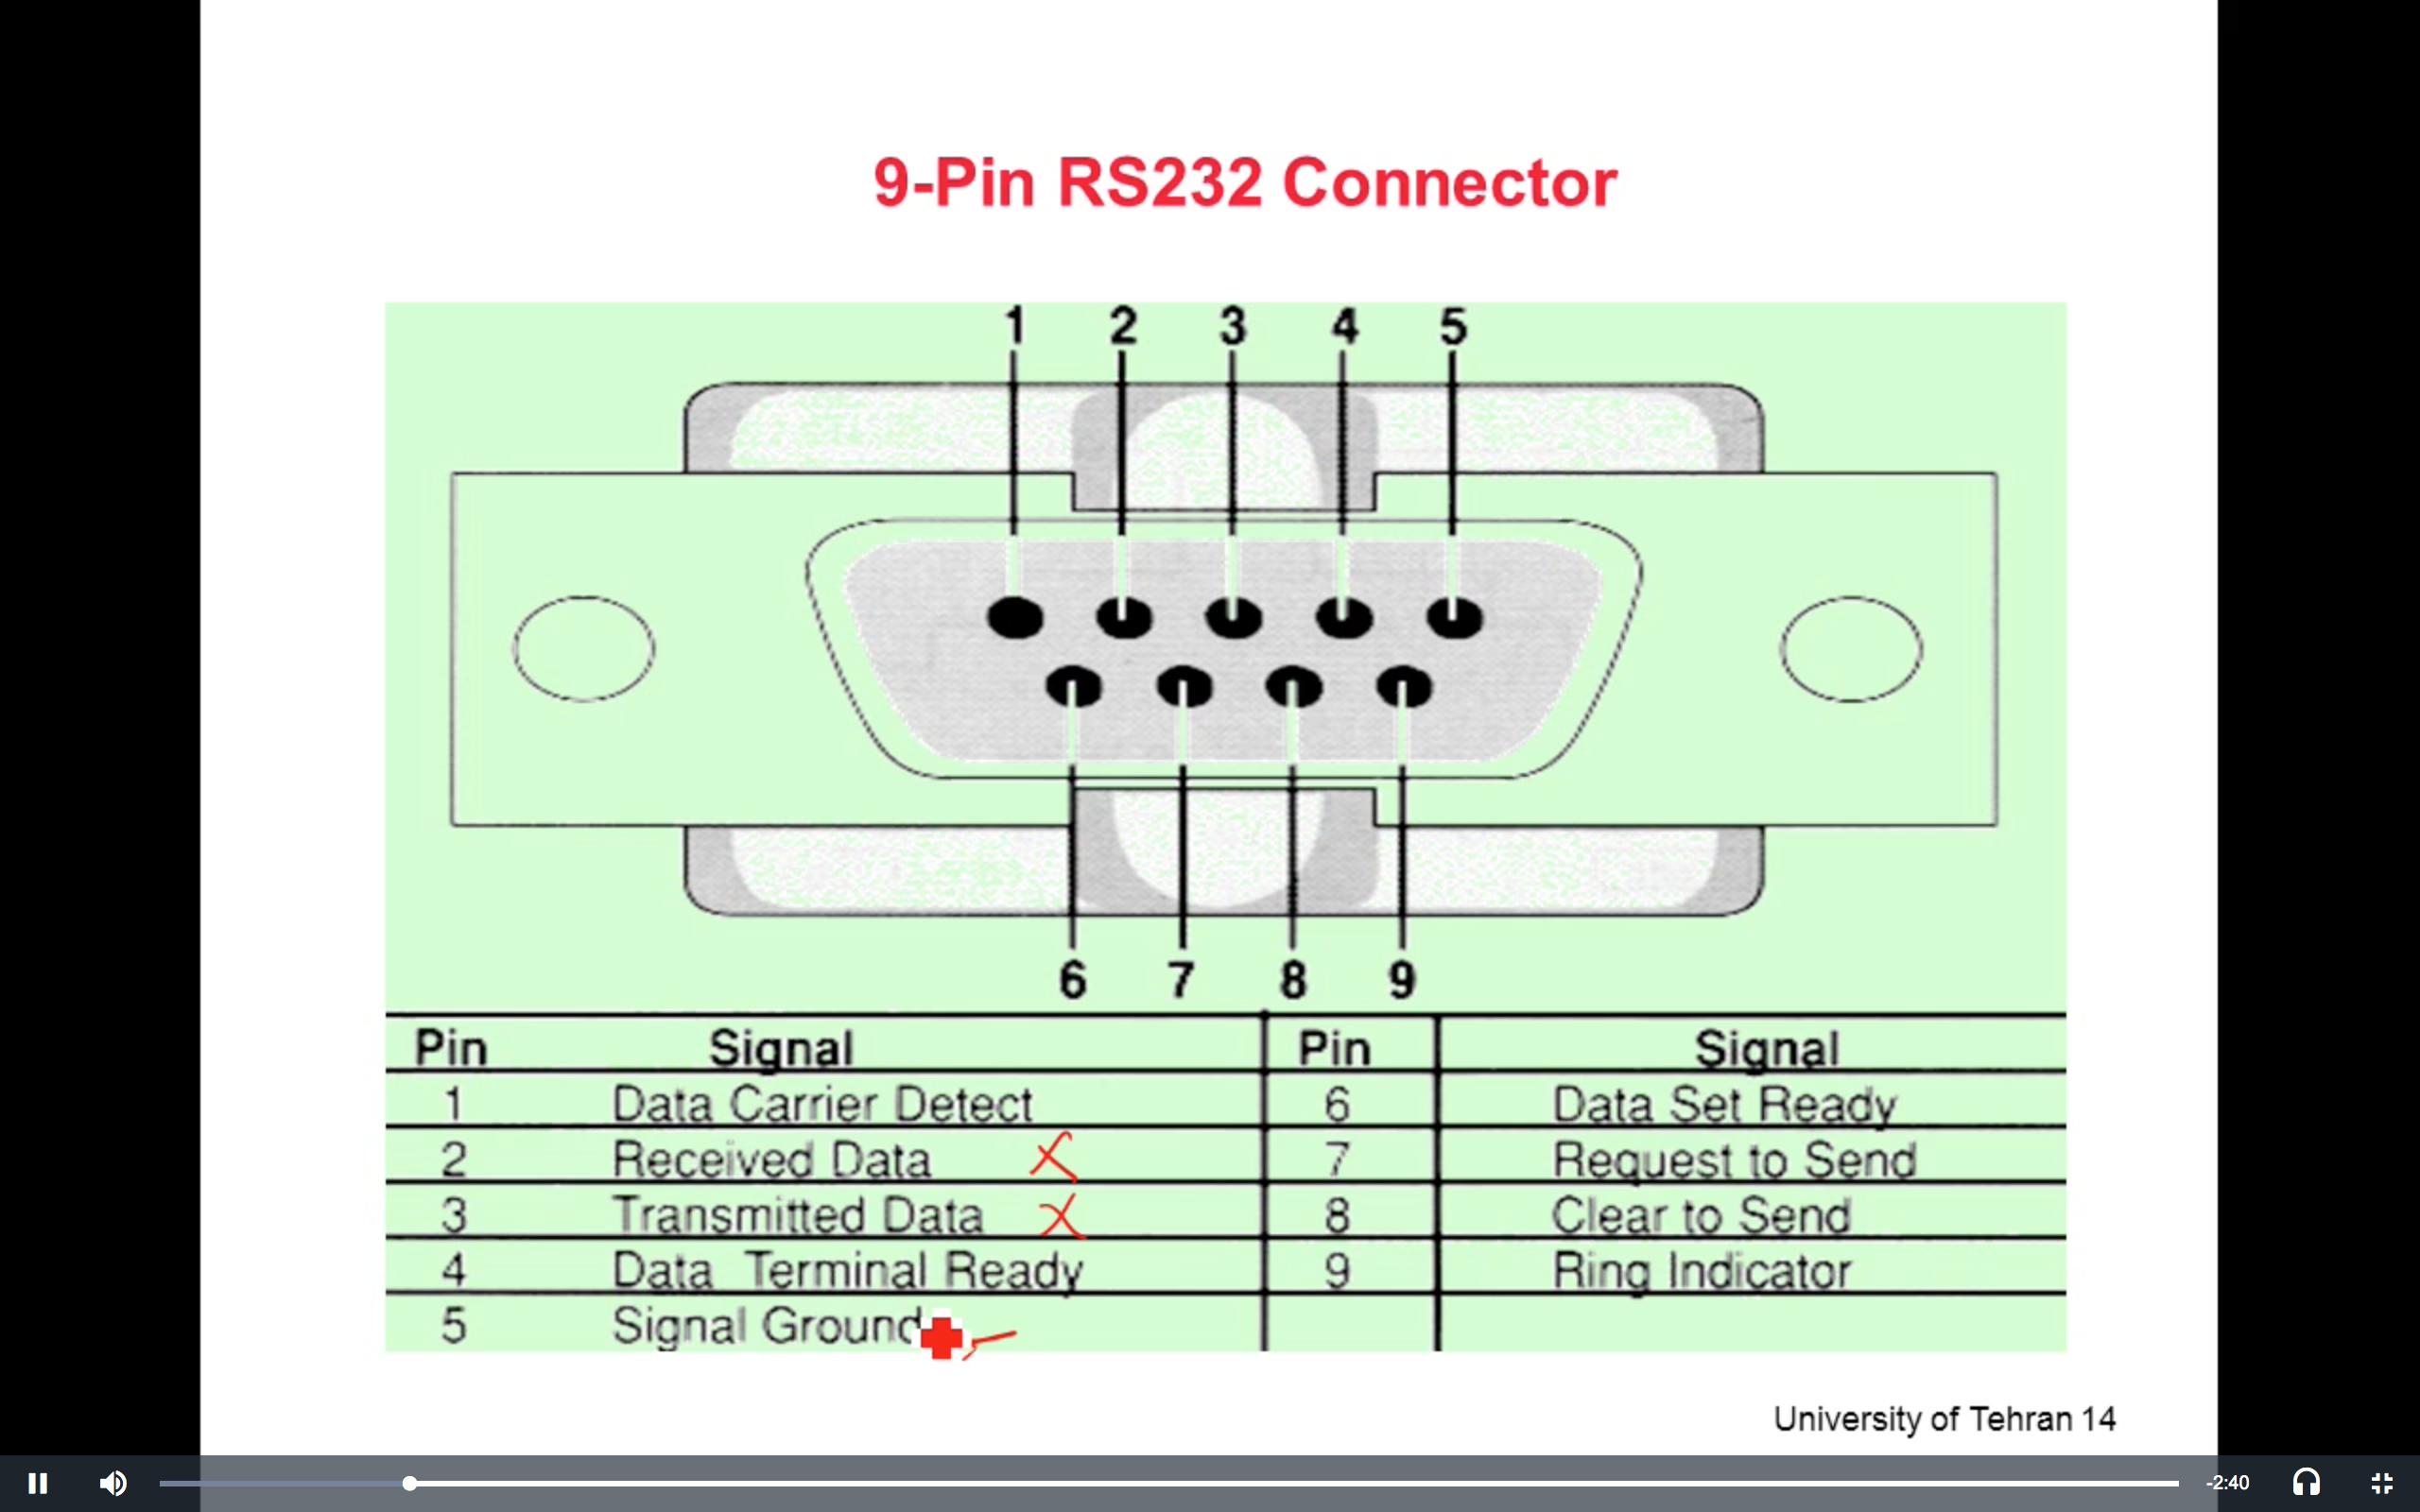 9-Pin RS232 Connector
1 2 3 4 5
6 7 8 9
Pin Signal Pin Signal
1 Data Carrier Detect 6 Data Set Ready
2 Received Data X 7 Request to Send
3 Transmitted Data X 8 Clear to Send
4 Data Terminal Ready 9 Ring Indicator
5 Signal Ground
University of Tehran 14
-2:40